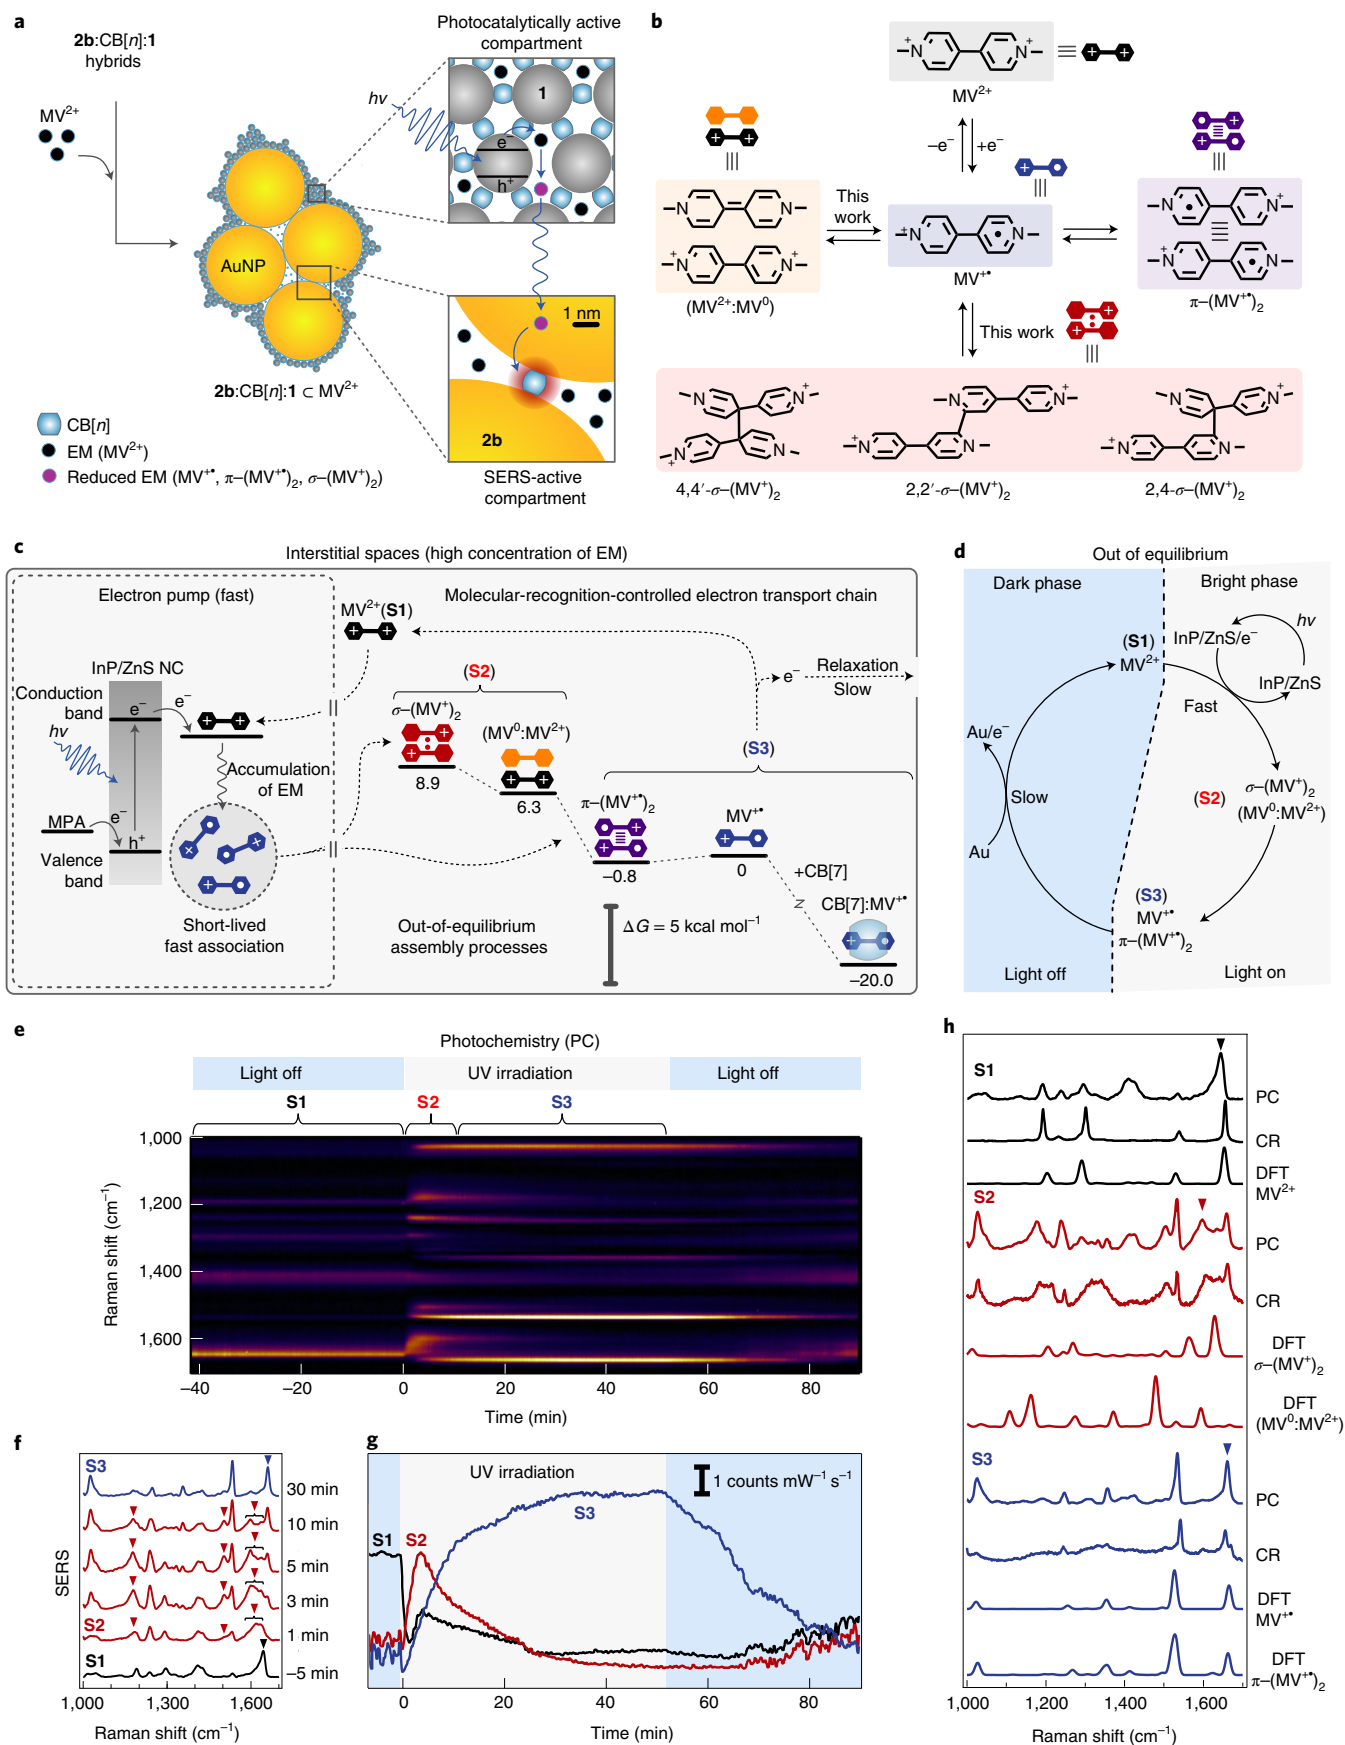 a
2b:CB[n]:1
hybrids
MV2+
Photocatalytically active
compartment
hν
1
e−
h+
AuNP
1 nm
2b
2b:CB[n]:1 ⊂ MV2+
CB[n]
EM (MV2+)
Reduced EM (MV+•, π–(MV+•)2, σ–(MV+)2)
SERS-active
compartment
b
MV2+
−e− +e−
This
work
(MV2+:MV0)
MV+•
π–(MV+•)2
This work
4,4′-σ–(MV+)2
2,2′-σ–(MV+)2
2,4-σ–(MV+)2
c
Interstitial spaces (high concentration of EM)
Electron pump (fast)
Molecular-recognition-controlled electron transport chain
MV2+(S1)
InP/ZnS NC
Conduction
band
e−
e−
hν
Accumulation
of EM
MPA
e−
h+
Valence
band
Short-lived
fast association
(S2)
σ–(MV+)2
8.9
(MV0:MV2+)
6.3
e−
Relaxation
Slow
(S3)
π–(MV+•)2
−0.8
MV+•
0
+CB[7]
CB[7]:MV+•
−20.0
Out-of-equilibrium
assembly processes
ΔG = 5 kcal mol−1
d
Out of equilibrium
Dark phase
Bright phase
(S1)
MV2+
hν
InP/ZnS/e−
InP/ZnS
Fast
Au/e−
Slow
Au
(S2)
σ–(MV+)2
(MV0:MV2+)
(S3)
MV+•
π–(MV+•)2
Light off
Light on
e
Photochemistry (PC)
Light off
UV irradiation
Light off
S1
S2
S3
1,000
1,200
1,400
1,600
Raman shift (cm−1)
−40
−20
0
20
40
60
80
Time (min)
f
S3
30 min
10 min
5 min
3 min
S2
1 min
S1
−5 min
SERS
1,000
1,300
1,600
Raman shift (cm−1)
g
UV irradiation
1 counts mW−1 s−1
S1
S2
S3
0
20
40
60
80
Time (min)
h
S1
PC
CR
DFT
MV2+
S2
PC
CR
DFT
σ–(MV+)2
DFT
(MV0:MV2+)
S3
PC
CR
DFT
MV+•
DFT
π–(MV+•)2
1,000
1,200
1,400
1,600
Raman shift (cm−1)